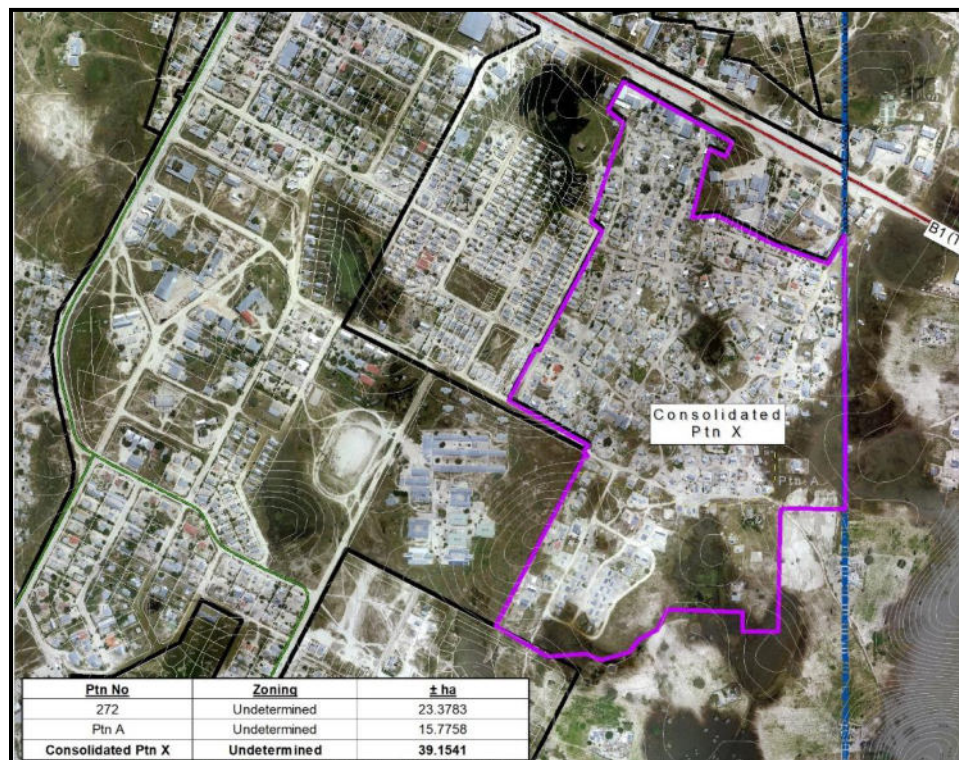 B1 (T
Consolidated
Ptn X
Ptn A
Ptn No Zoning ± ha
272 Undetermined 23.3783
Ptn A Undetermined 15.7758
Consolidated Ptn X Undetermined 39.1541